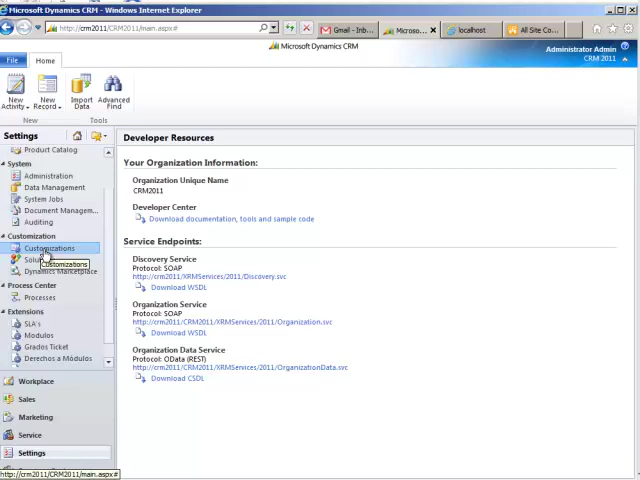 Microsoft Dynamics CRM - Windows Internet Explorer
http://crm2011/CRM2011/main.aspx#
Gmail - Inb...
Microso...
localhost
All Site Co...
Microsoft Dynamics CRM
File
Home
Administrator Admin
CRM 2011
New Activity
New Record
Import Data
Advanced Find
New
Tools
Settings
Product Catalog
System
Administration
Data Management
System Jobs
Document Managem...
Auditing
Customization
Customizations
Solu
Customizations
Dynamics Marketplace
Process Center
Processes
Extensions
SLA's
Modulos
Grados Ticket
Derechos a Módulos
Workplace
Sales
Marketing
Service
Settings
http://crm2011/CRM2011/main.aspx#
Developer Resources
Your Organization Information:
Organization Unique Name
CRM2011
Developer Center
Download documentation, tools and sample code
Service Endpoints:
Discovery Service
Protocol: SOAP
http://crm2011/XRMServices/2011/Discovery.svc
Download WSDL
Organization Service
Protocol: SOAP
http://crm2011/CRM2011/XRMServices/2011/Organization.svc
Download WSDL
Organization Data Service
Protocol: OData (REST)
http://crm2011/CRM2011/XRMServices/2011/OrganizationData.svc
Download CSDL